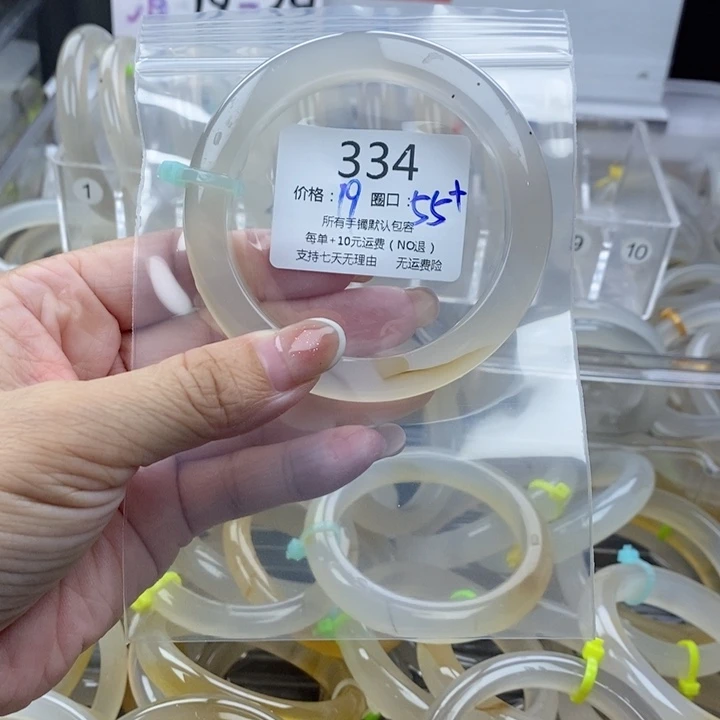 334
价格：19 圈口：55+
所有手镯默认包容
每单+10元运费（NO退）
支持七天无理由 无运费险
1
9
10